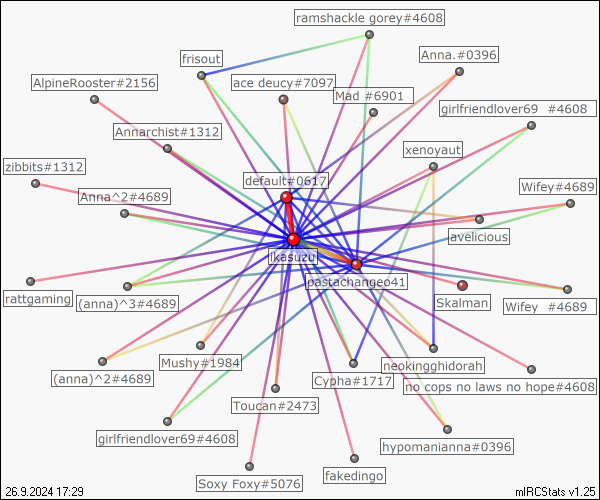 ramshackle gorey#4608
Anna.#0396
frisout
AlpineRooster#2156
ace deucy#7097
Mad #6901
girlfriendlover69 #4608
Annarchist#1312
xenoyaut
zibbits#1312
default#0617
Wifey#4689
Anna^2#4689
avelicious
ikasuzu
pastachangeo41
rattgaming
(anna)^3#4689
Skalman
Wifey #4689
Mushy#1984
neokingghidorah
(anna)^2#4689
Cypha#1717
no cops no laws no hope#4608
Toucan#2473
girlfriendlover69#4608
hypomanianna#0396
Soxy Foxy#5076
fakedingo
26.9.2024 17:29
mIRCStats v1.25